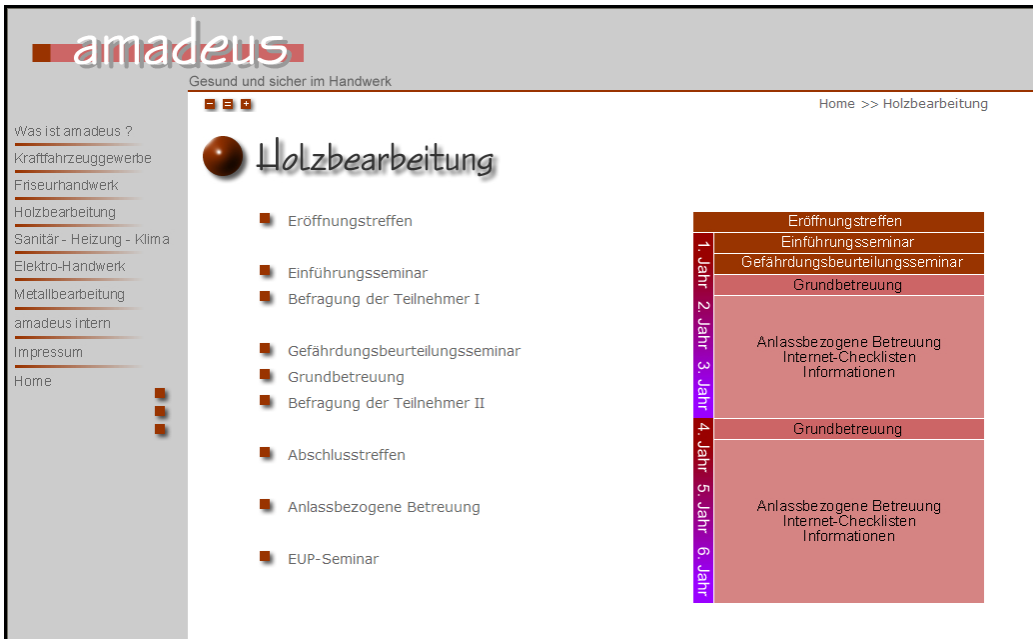 amadeus
Gesund und sicher im Handwerk
Home >> Holzbearbeitung
Was ist amadeus ?
Kraftfahrzeuggewerbe
Friseurhandwerk
Holzbearbeitung
Sanitär - Heizung - Klima
Elektro-Handwerk
Metallbearbeitung
amadeus intern
Impressum
Home
Holzbearbeitung
Eröffnungstreffen
Einführungsseminar
Befragung der Teilnehmer I
Gefährdungsbeurteilungsseminar
Grundbetreuung
Befragung der Teilnehmer II
Abschlusstreffen
Anlassbezogene Betreuung
EUP-Seminar
Eröffnungstreffen
1. Jahr
2. Jahr
3. Jahr
4. Jahr
5. Jahr
6. Jahr
Einführungsseminar
Gefährdungsbeurteilungsseminar
Grundbetreuung
Anlassbezogene Betreuung
Internet-Checklisten
Informationen
Grundbetreuung
Anlassbezogene Betreuung
Internet-Checklisten
Informationen